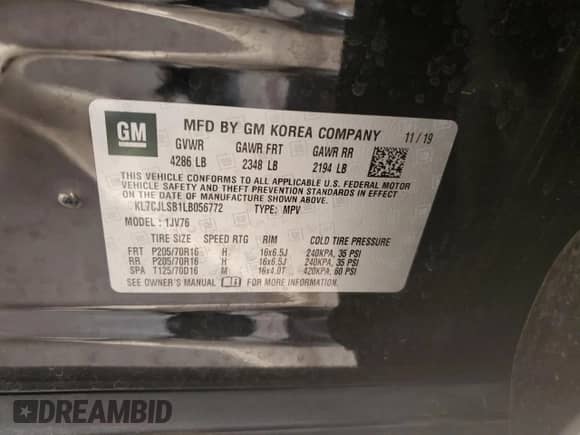 GM
MFD BY GM KOREA COMPANY 11/19
GVWR GAWR FRT GAWR RR
4286 LB 2348 LB 2194 LB
THIS VEHICLE CONFORMS TO ALL APPLICABLE U.S. FEDERAL MOTOR
VEHICLE SAFETY AND THEFT PREVENTION STANDARDS IN EFFECT
ON THE DATE OF MANUFACTURE SHOWN ABOVE.
KL7CJLSB1LB056772 TYPE: MPV
MODEL: 1JV76
TIRE SIZE SPEED RTG RIM COLD TIRE PRESSURE
FRT P205/70R16 H 16x6.5J 240KPA, 35 PSI
RR P205/70R16 H 16x6.5J 240KPA, 35 PSI
SPA T125/70D16 M 16x4.0T 420KPA, 60 PSI
SEE OWNER'S MANUAL FOR MORE INFORMATION.
DREAMBID